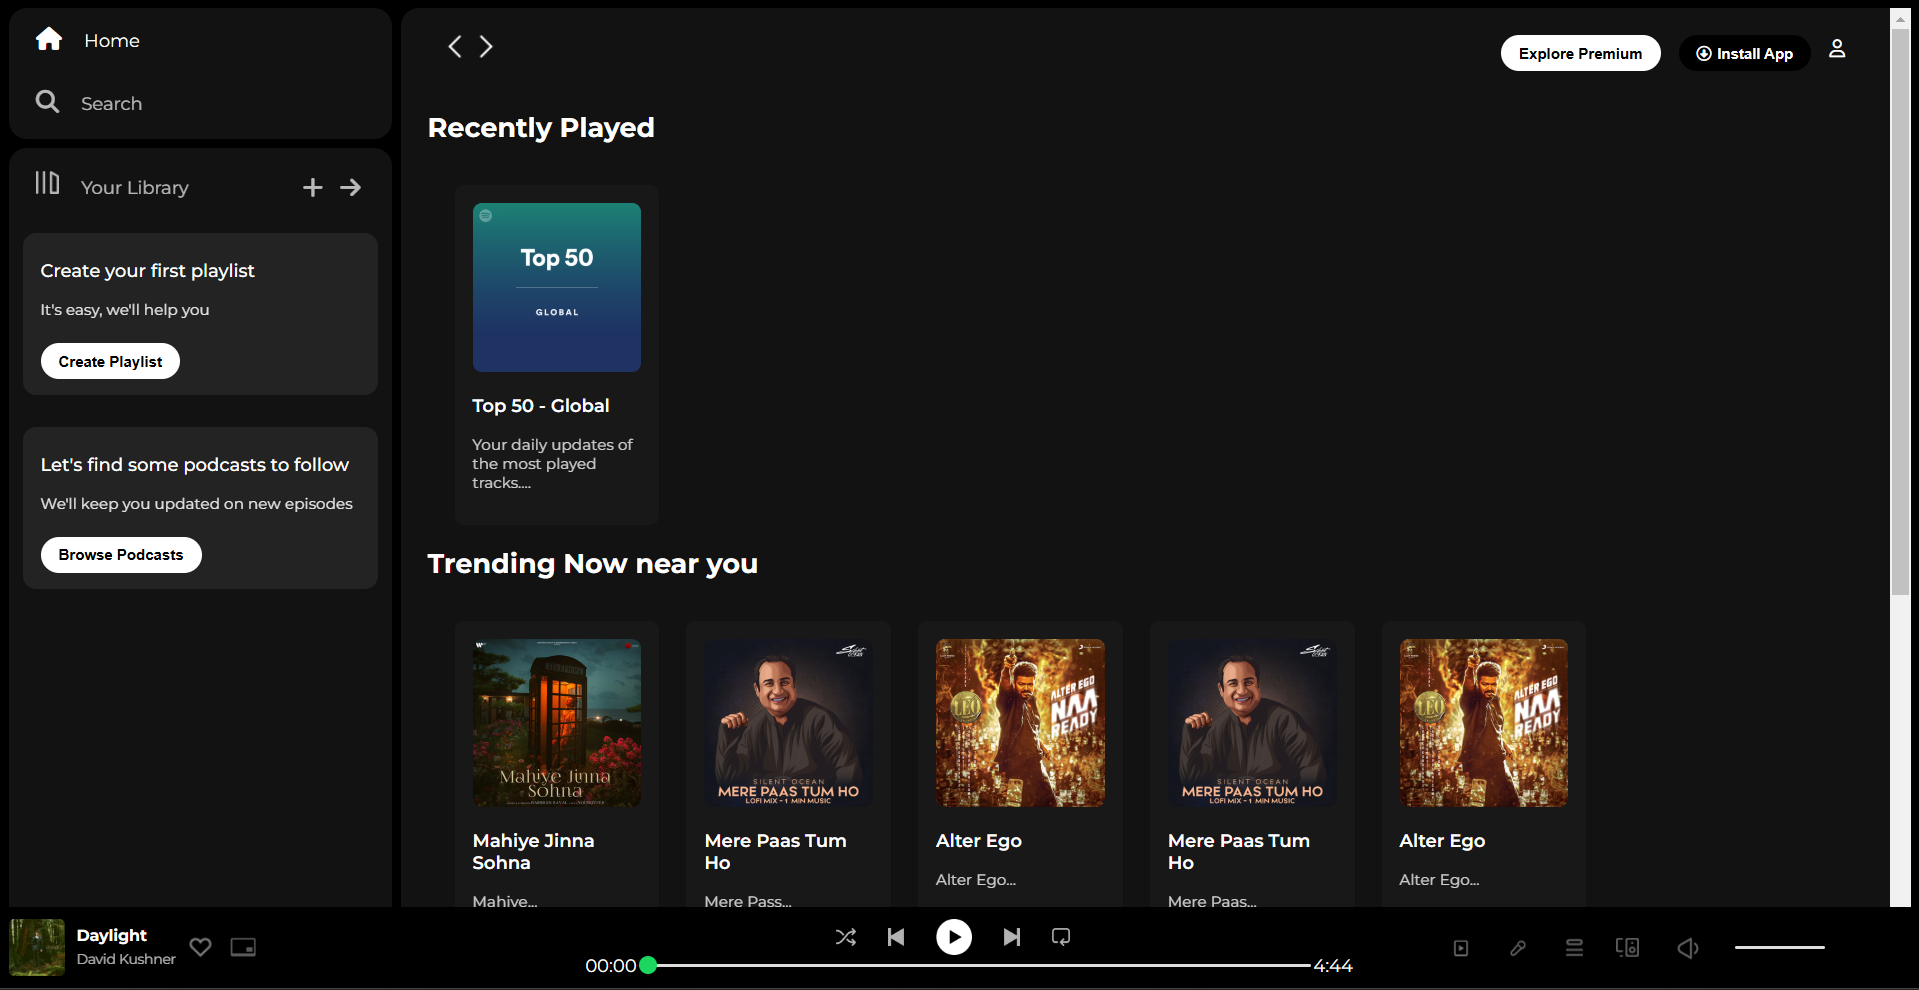 Home
Search
Your Library
Create your first playlist
It's easy, we'll help you
Create Playlist
Let's find some podcasts to follow
We'll keep you updated on new episodes
Browse Podcasts
Explore Premium
Install App
Recently Played
Top 50
GLOBAL
Top 50 - Global
Your daily updates of
the most played
tracks....
Trending Now near you
Mahiye Jinna
Sohna
Mahiye Jinna
Sohna
Mahiye...
SILENT OCEAN
MERE PAAS TUM HO
LOFI MIX - 1 MIN MUSIC
Mere Paas Tum
Ho
Mere Pass...
LEO
ALTER EGO
NAA
READY
Alter Ego
Alter Ego...
SILENT OCEAN
MERE PAAS TUM HO
LOFI MIX - 1 MIN MUSIC
Mere Paas Tum
Ho
Mere Paas...
LEO
ALTER EGO
NAA
READY
Alter Ego
Alter Ego...
Daylight
David Kushner
00:00
4:44